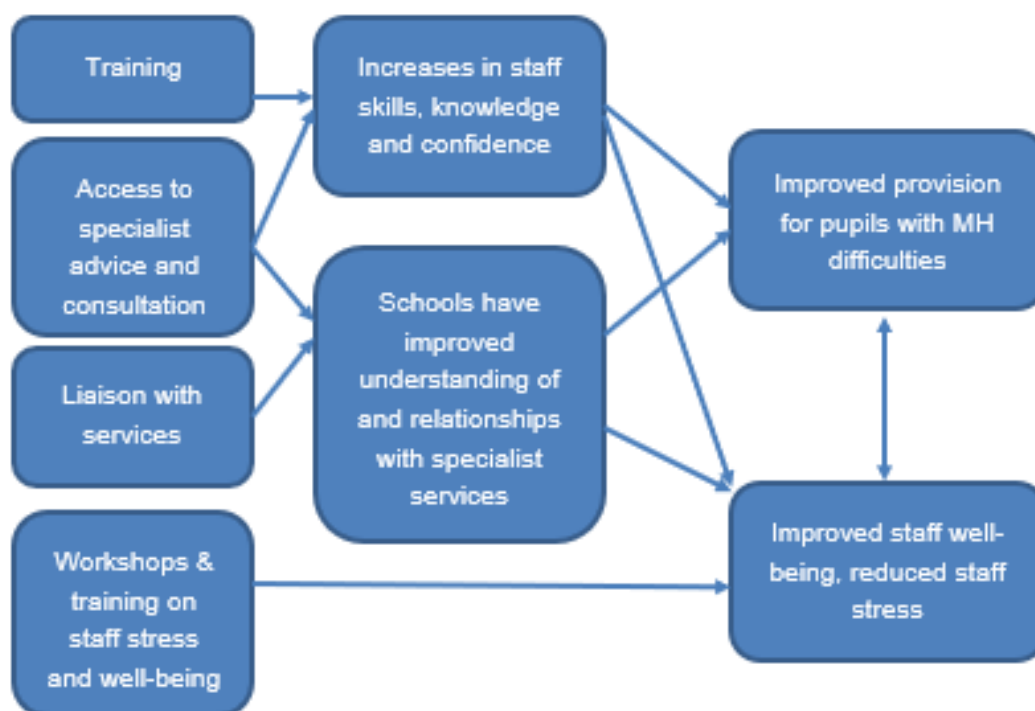 Training
Access to
specialist
advice and
consultation
Liaison with
services
Workshops &
training on
staff stress
and well-being
Increases in staff
skills, knowledge
and confidence
Schools have
improved
understanding of
and relationships
with specialist
services
Improved provision
for pupils with MH
difficulties
Improved staff well-
being, reduced staff
stress